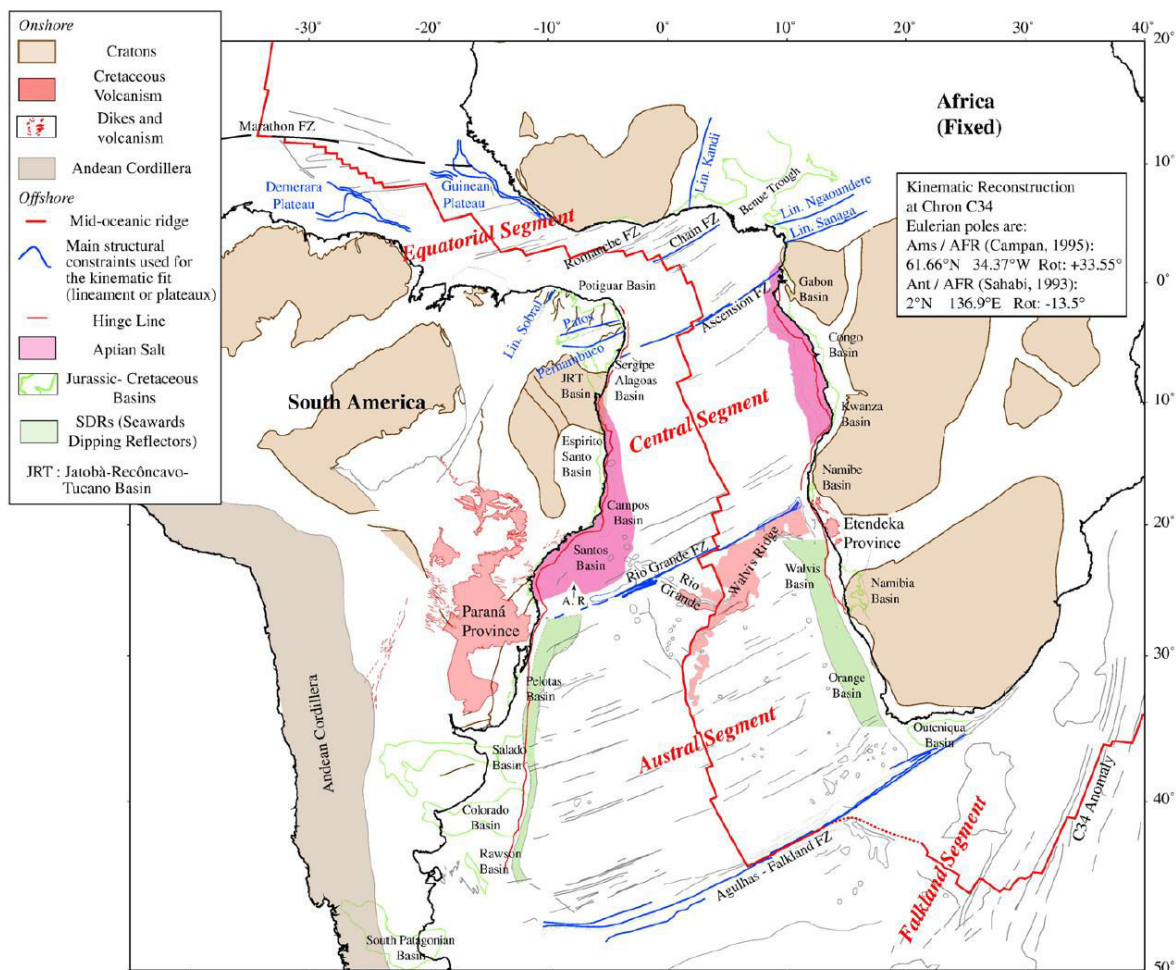 Onshore
Cratons
Cretaceous
Volcanism
Dikes and
volcanism
Andean Cordillera
Offshore
Mid-oceanic ridge
Main structural
constraints used for
the kinematic fit
(lineament or plateaux)
Hinge Line
Aptian Salt
Jurassic- Cretaceous
Basins
SDRs (Seawards
Dipping Reflectors)
JRT : Jatobà-Recôncavo-
Tucano Basin
-30°
-20°
-10°
0°
10°
20°
30°
40°
20°
10°
0°
10°
20°
30°
40°
50°
Africa
(Fixed)
Kinematic Reconstruction
at Chron C34
Eulerian poles are:
Ams / AFR (Campan, 1995):
61.66°N 34.37°W Rot: +33.55°
Ant / AFR (Sahabi, 1993):
2°N 136.9°E Rot: -13.5°
Marathon FZ
Demerara
Plateau
Guinean
Plateau
Equatorial Segment
Romanche FZ
Chain FZ
Lin. Kandi
Benue Trough
Lin. Ngaoundere
Lin. Sanaga
Potiguar Basin
Ascension FZ
Gabon
Basin
Congo
Basin
Kwanza
Basin
Namibe
Basin
Etendeka
Province
Walvis
Basin
Namibia
Basin
Orange
Basin
Outeniqua
Basin
Lin. Sobral
Patos
Pernambuco
Sergipe
Alagoas
Basin
JRT
Basin
South America
Central Segment
Espirito
Santo
Basin
Campos
Basin
Santos
Basin
A. R.
Rio Grande FZ
Rio
Grande
Walvis Ridge
Paraná
Province
Pelotas
Basin
Austral Segment
Andean Cordillera
Salado
Basin
Colorado
Basin
Rawson
Basin
South Patagonian
Basin
Agulhas - Falkland FZ
Falkland Segment
C34 Anomaly